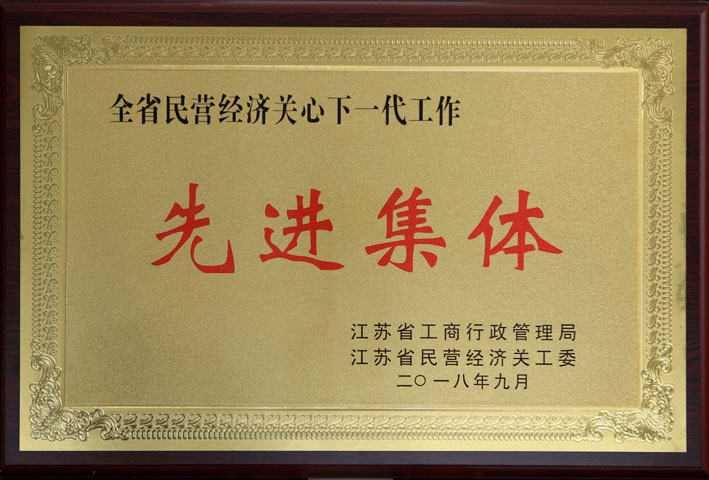 全省民营经济关心下一代工作
先进集体
江苏省工商行政管理局
江苏省民营经济关工委
二〇一八年九月